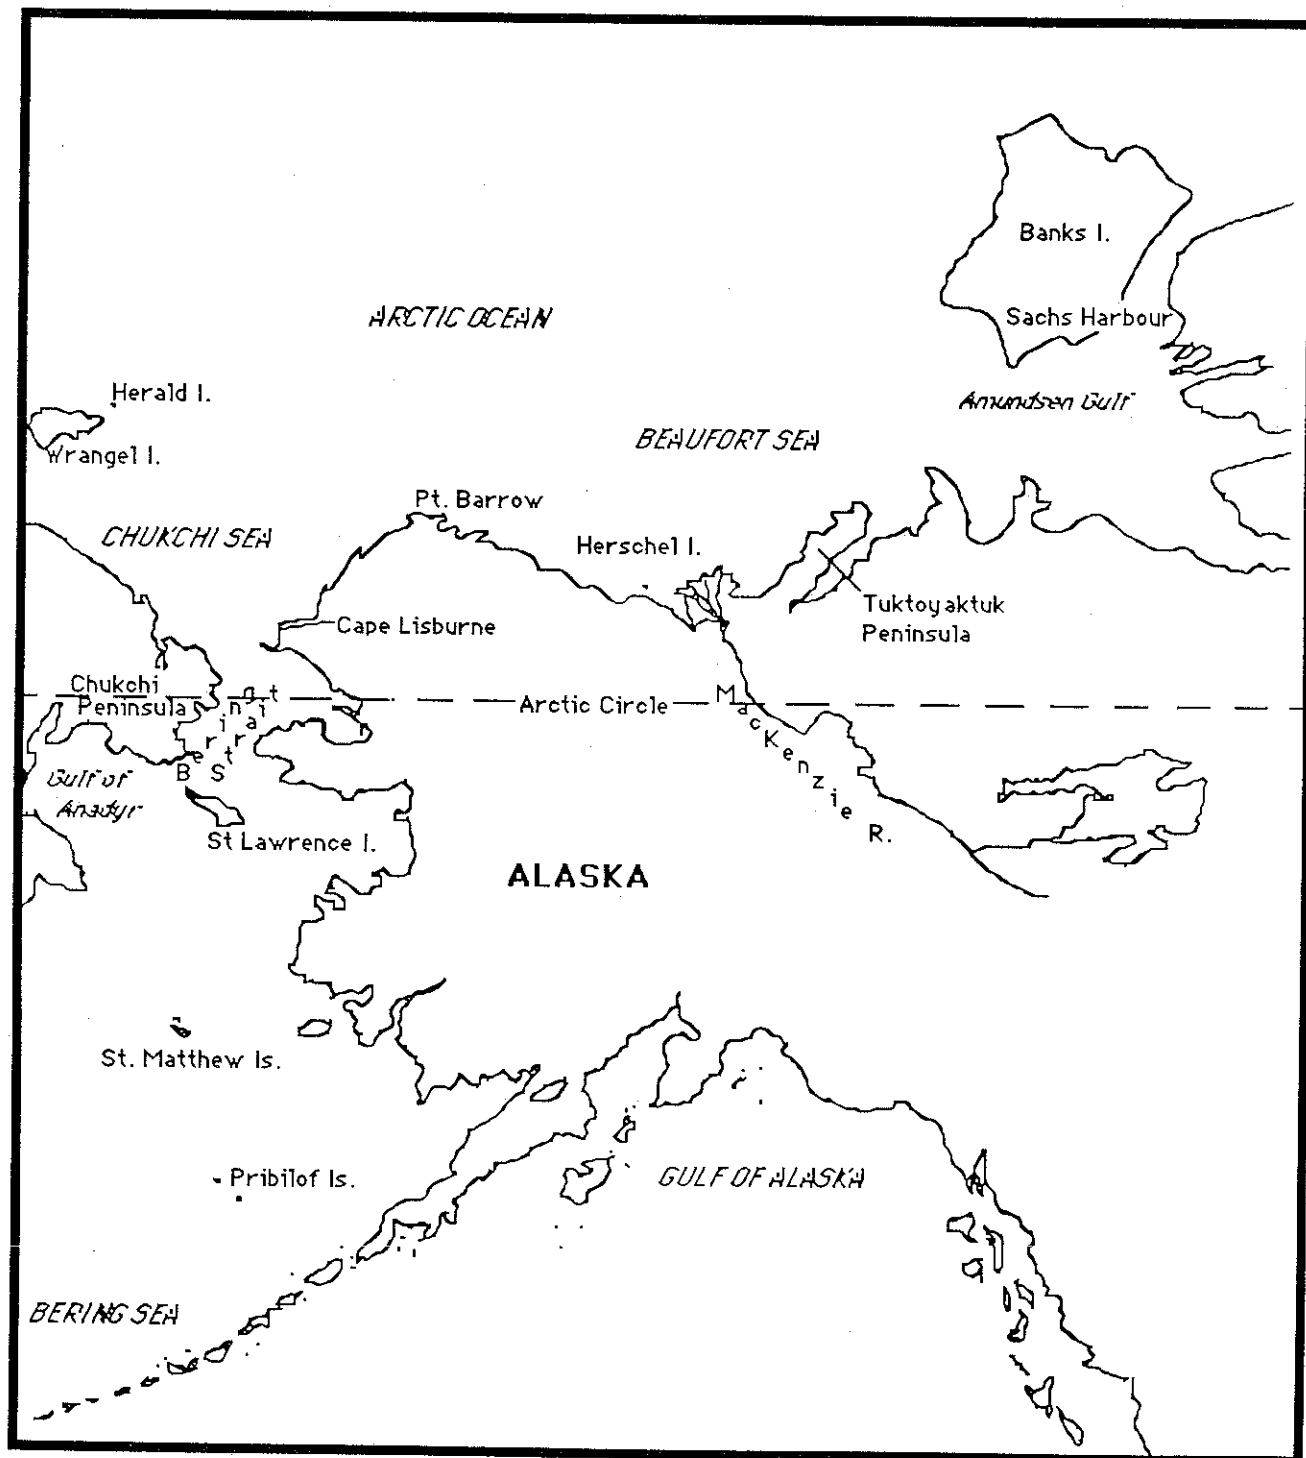 Banks I.
Sachs Harbour
ARCTIC OCEAN
Herald I.
Amundsen Gulf
BEAUFORT SEA
Wrangel I.
Pt. Barrow
CHUKCHI SEA
Herschel I.
Tuktoyaktuk
Peninsula
Cape Lisburne
Chukchi
Peninsula
Bering
Strait
Arctic Circle
MacKenzie R.
Gulf of
Anadyr
St Lawrence I.
ALASKA
St. Matthew Is.
Pribilof Is.
GULF OF ALASKA
BERING SEA